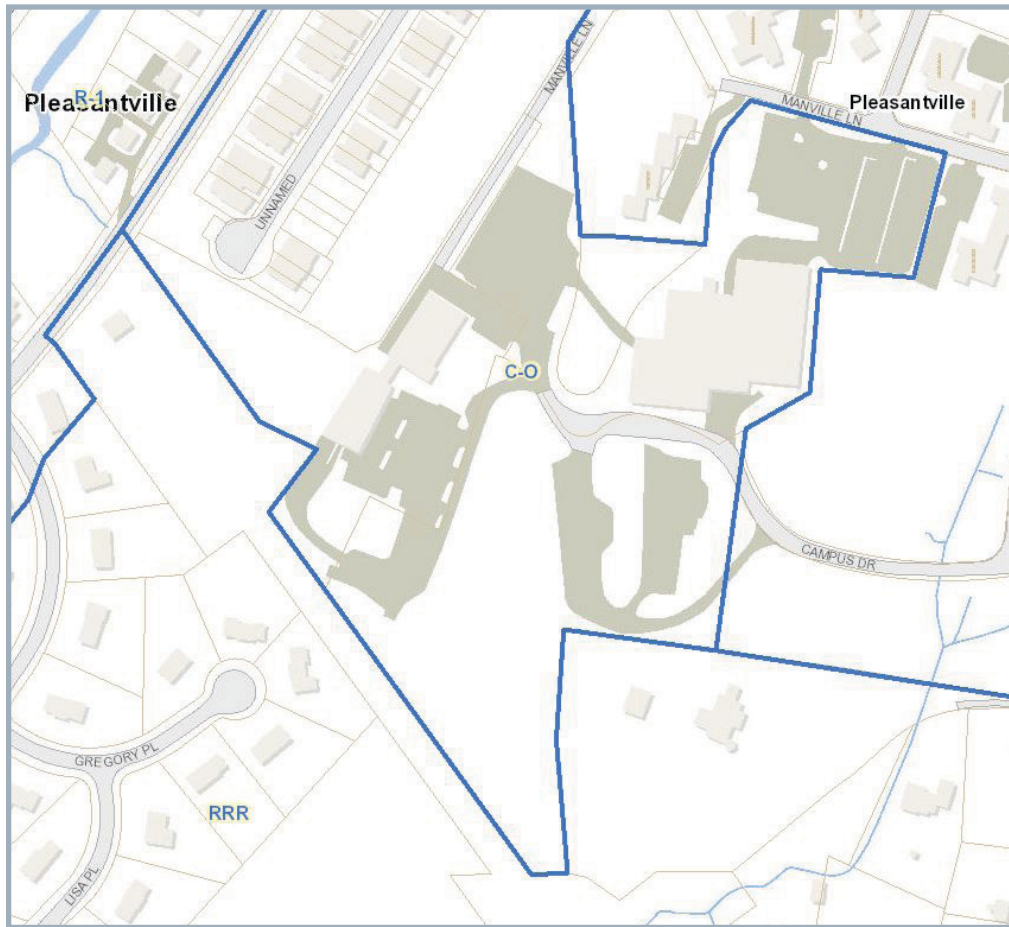 MANVILLE LN
R-1
Pleasantville
MANVILLE LN
Pleasantville
UNNAMED
C-O
CAMPUS DR
GREGORY PL
RRR
LISA PL